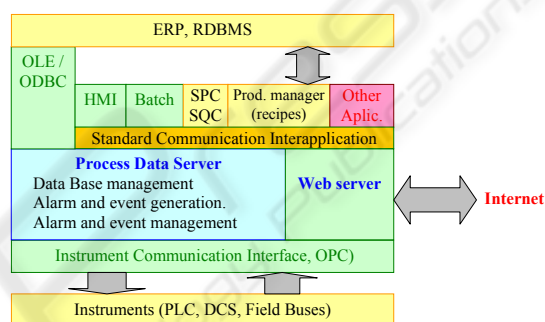 ERP, RDBMS
OLE /
ODBC
HMI
Batch
SPC
SQC
Prod. manager
(recipes)
Other
Aplic.
Standard Communication Interapplication
Process Data Server
Data Base management
Alarm and event generation.
Alarm and event management
Web server
Internet
Instrument Communication Interface, OPC)
Instruments (PLC, DCS, Field Buses)